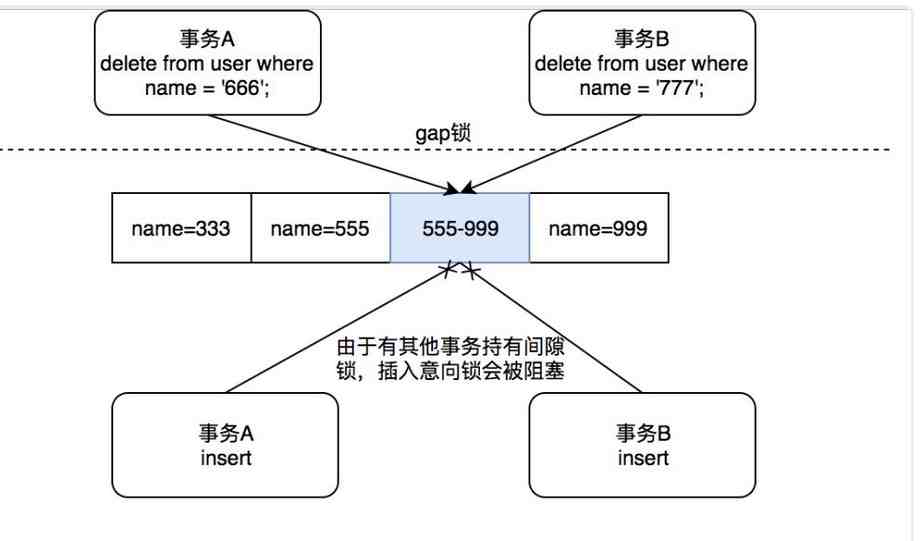 事务A
delete from user where
name = '666';
事务B
delete from user where
name = '777';
gap锁
name=333
name=555
555-999
name=999
由于有其他事务持有间隙
锁，插入意向锁会被阻塞
事务A
insert
事务B
insert